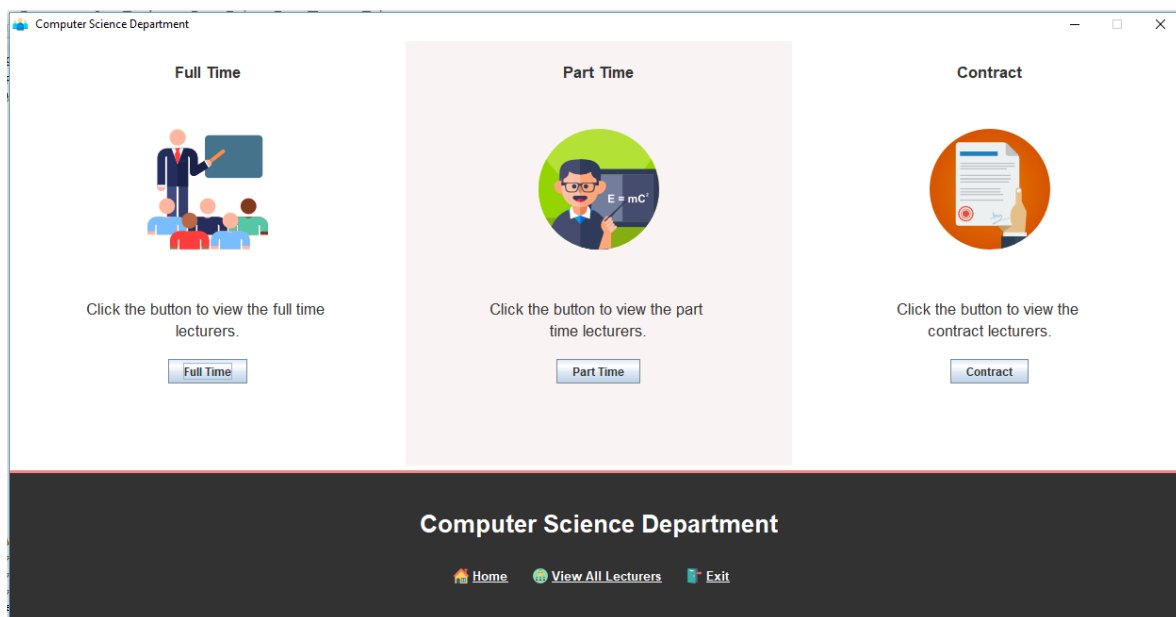 Computer Science Department
Full Time
Part Time
Contract
E = mC²
Click the button to view the full time
lecturers.
Click the button to view the part
time lecturers.
Click the button to view the
contract lecturers.
Full Time
Part Time
Contract
Computer Science Department
Home
View All Lecturers
Exit